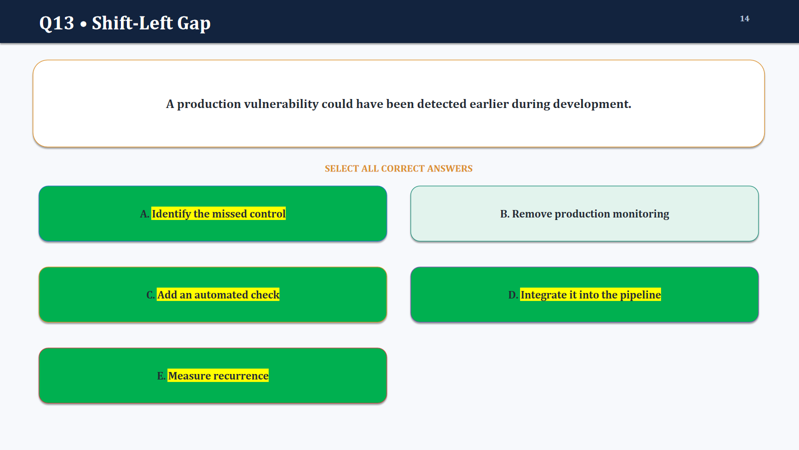 Q13 • Shift-Left Gap
14
A production vulnerability could have been detected earlier during development.
SELECT ALL CORRECT ANSWERS
A. Identify the missed control
B. Remove production monitoring
C. Add an automated check
D. Integrate it into the pipeline
E. Measure recurrence